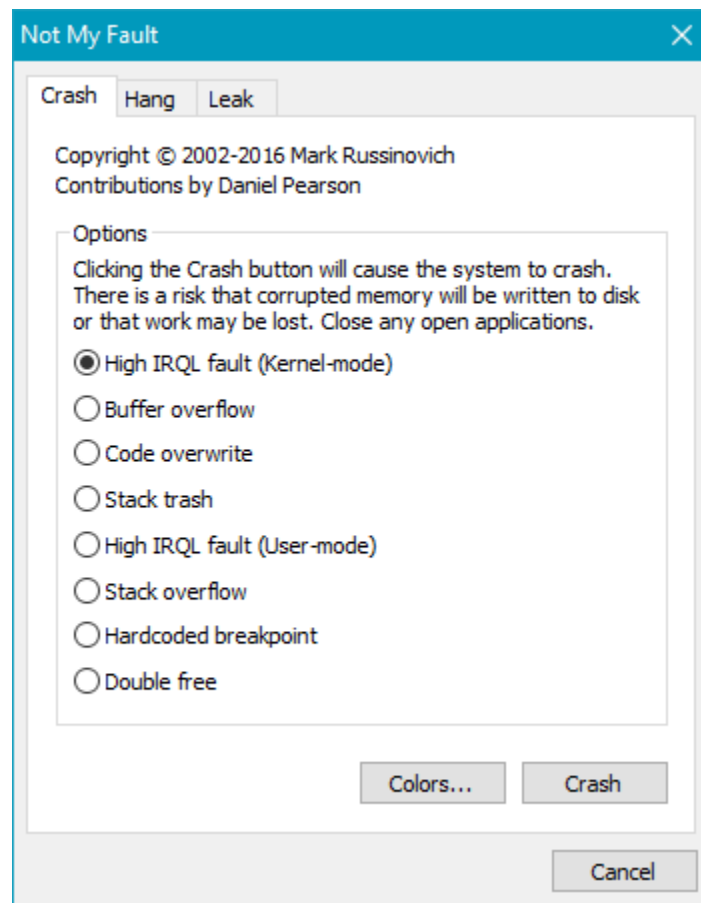 Not My Fault
Crash Hang Leak
Copyright © 2002-2016 Mark Russinovich
Contributions by Daniel Pearson
Options
Clicking the Crash button will cause the system to crash.
There is a risk that corrupted memory will be written to disk
or that work may be lost. Close any open applications.
High IRQL fault (Kernel-mode)
Buffer overflow
Code overwrite
Stack trash
High IRQL fault (User-mode)
Stack overflow
Hardcoded breakpoint
Double free
Colors... Crash
Cancel